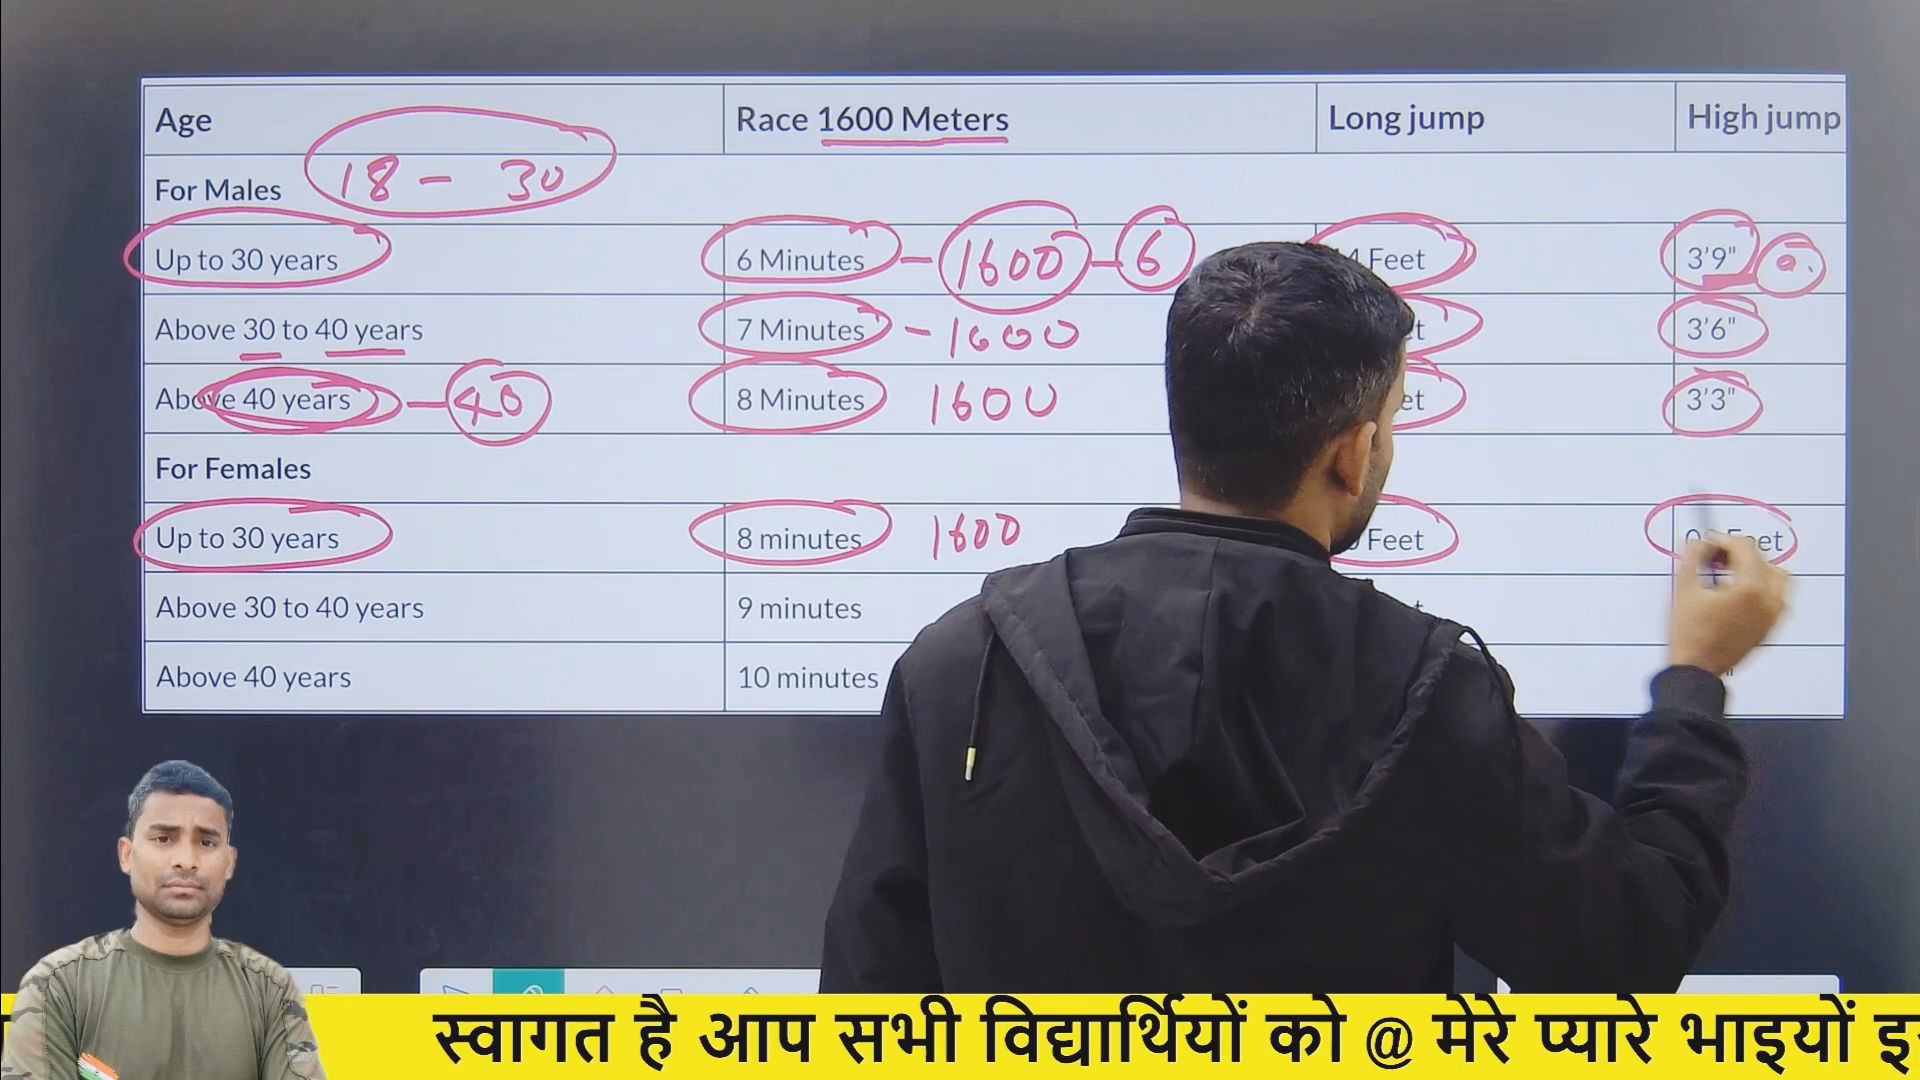 Age Race 1600 Meters Long jump High jump
For Males 18 - 30
Up to 30 years 6 Minutes - 1600 - 6 Feet 3'9"
Above 30 to 40 years 7 Minutes - 1600 3'6"
Above 40 years - 40 8 Minutes 1600 3'3"
For Females
Up to 30 years 8 minutes 1600 Feet
Above 30 to 40 years 9 minutes
Above 40 years 10 minutes
स्वागत है आप सभी विद्यार्थियों को @ मेरे प्यारे भाइयों